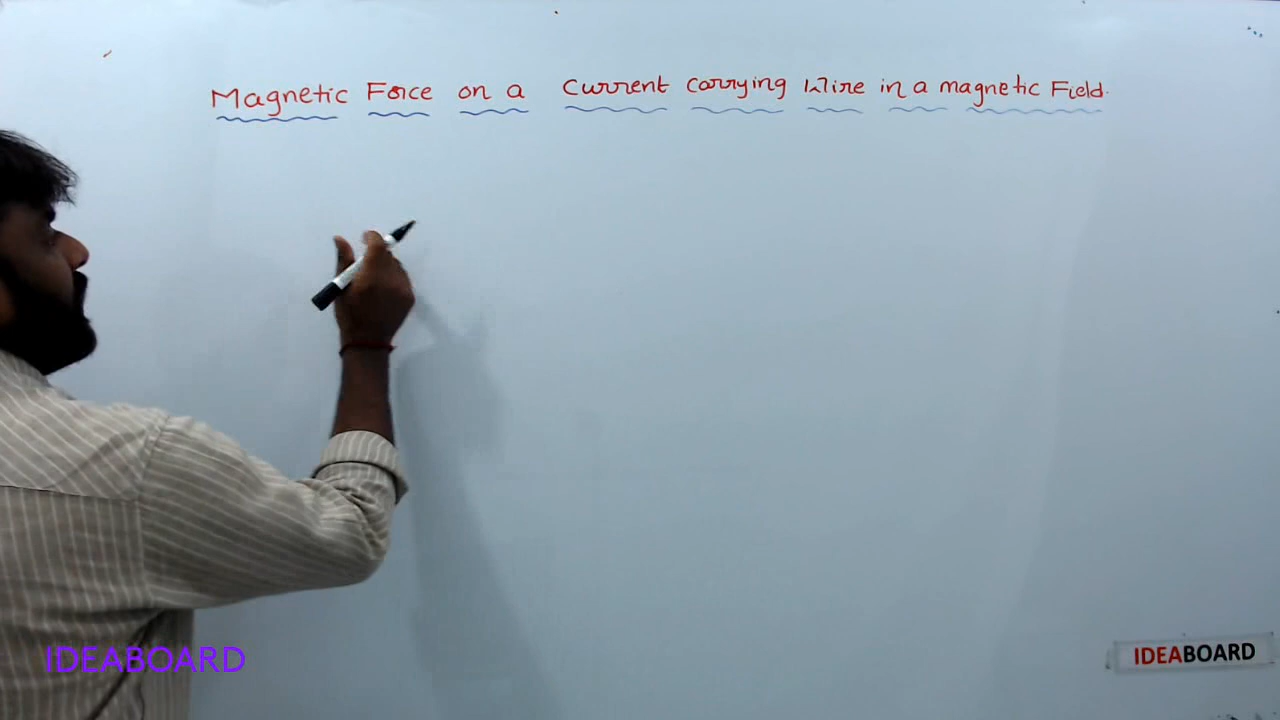 Magnetic Force on a Current Carrying Wire in a magnetic Field.
IDEABOARD
IDEABOARD